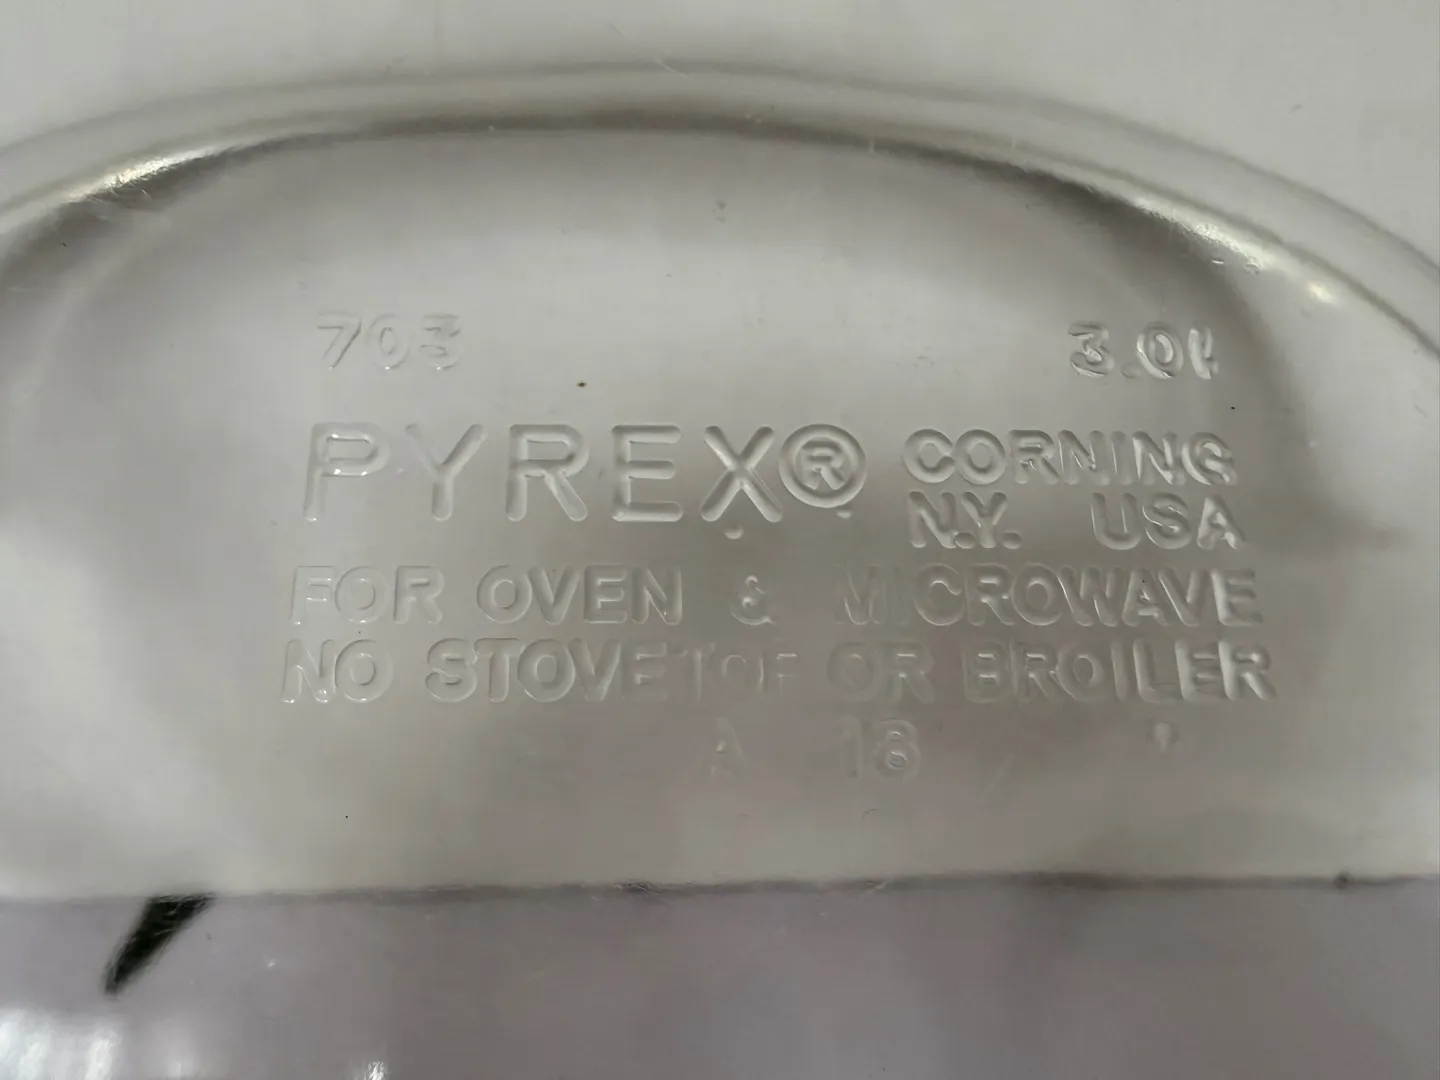 703 3.0l
PYREX® CORNING
N.Y. USA
FOR OVEN & MICROWAVE
NO STOVETOP OR BROILER
A 18